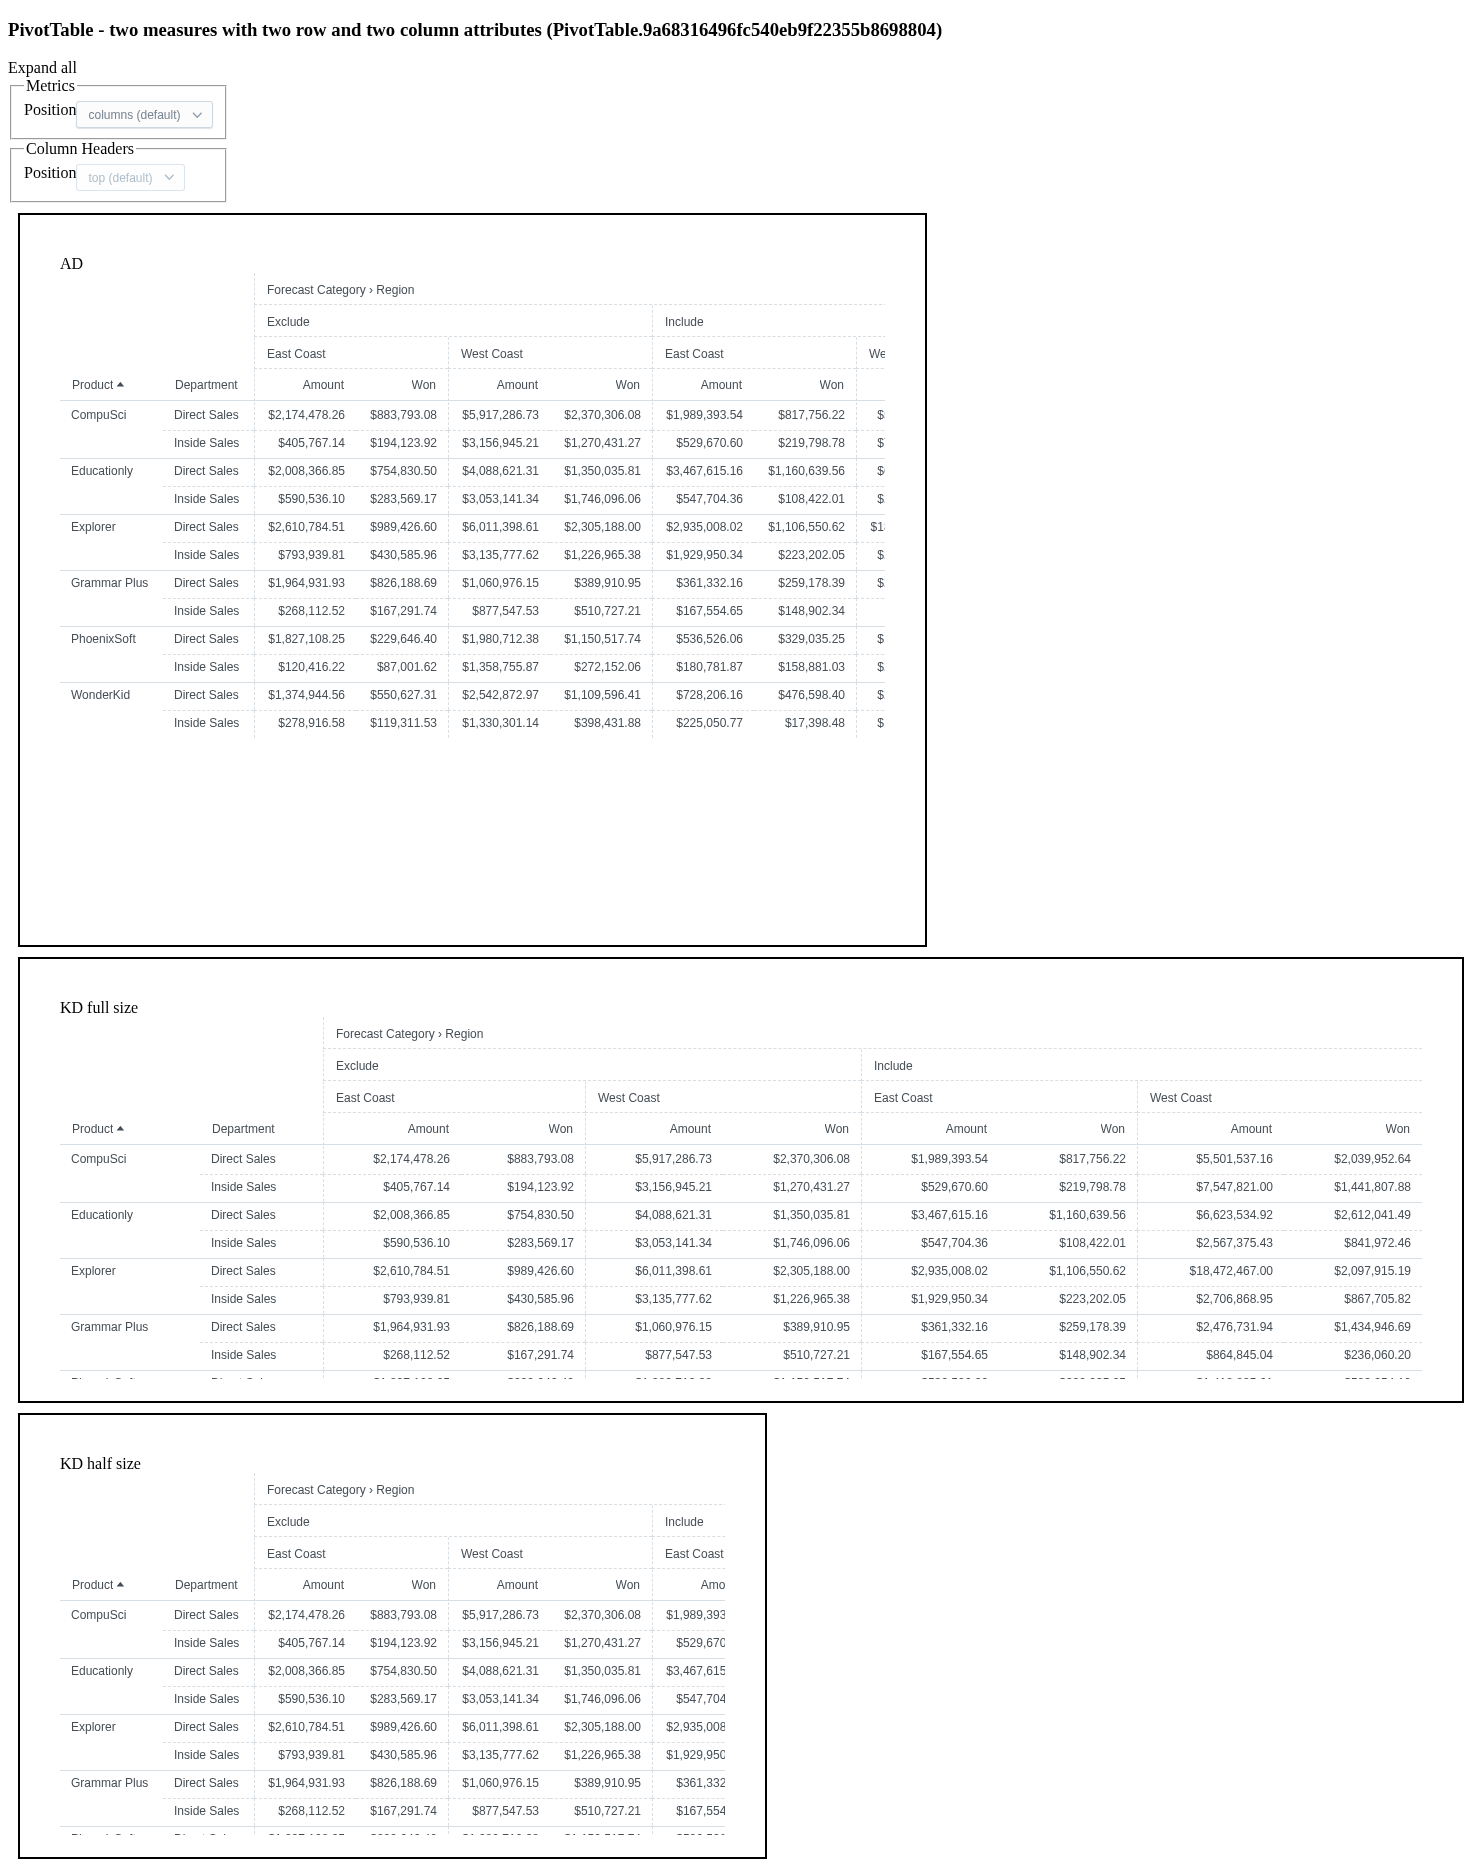 PivotTable - two measures with two row and two column attributes (PivotTable.9a68316496fc540eb9f22355b8698804)
Expand all
Metrics
Position columns (default)
Column Headers
Position top (default)
AD
Forecast Category › Region
Exclude Include
East Coast West Coast East Coast We
Product Department Amount Won Amount Won Amount Won
CompuSci Direct Sales $2,174,478.26 $883,793.08 $5,917,286.73 $2,370,306.08 $1,989,393.54 $817,756.22
Inside Sales $405,767.14 $194,123.92 $3,156,945.21 $1,270,431.27 $529,670.60 $219,798.78
Educationly Direct Sales $2,008,366.85 $754,830.50 $4,088,621.31 $1,350,035.81 $3,467,615.16 $1,160,639.56
Inside Sales $590,536.10 $283,569.17 $3,053,141.34 $1,746,096.06 $547,704.36 $108,422.01
Explorer Direct Sales $2,610,784.51 $989,426.60 $6,011,398.61 $2,305,188.00 $2,935,008.02 $1,106,550.62
Inside Sales $793,939.81 $430,585.96 $3,135,777.62 $1,226,965.38 $1,929,950.34 $223,202.05
Grammar Plus Direct Sales $1,964,931.93 $826,188.69 $1,060,976.15 $389,910.95 $361,332.16 $259,178.39
Inside Sales $268,112.52 $167,291.74 $877,547.53 $510,727.21 $167,554.65 $148,902.34
PhoenixSoft Direct Sales $1,827,108.25 $229,646.40 $1,980,712.38 $1,150,517.74 $536,526.06 $329,035.25
Inside Sales $120,416.22 $87,001.62 $1,358,755.87 $272,152.06 $180,781.87 $158,881.03
WonderKid Direct Sales $1,374,944.56 $550,627.31 $2,542,872.97 $1,109,596.41 $728,206.16 $476,598.40
Inside Sales $278,916.58 $119,311.53 $1,330,301.14 $398,431.88 $225,050.77 $17,398.48
KD full size
Forecast Category › Region
Exclude Include
East Coast West Coast East Coast West Coast
Product Department Amount Won Amount Won Amount Won Amount Won
CompuSci Direct Sales $2,174,478.26 $883,793.08 $5,917,286.73 $2,370,306.08 $1,989,393.54 $817,756.22 $5,501,537.16 $2,039,952.64
Inside Sales $405,767.14 $194,123.92 $3,156,945.21 $1,270,431.27 $529,670.60 $219,798.78 $7,547,821.00 $1,441,807.88
Educationly Direct Sales $2,008,366.85 $754,830.50 $4,088,621.31 $1,350,035.81 $3,467,615.16 $1,160,639.56 $6,623,534.92 $2,612,041.49
Inside Sales $590,536.10 $283,569.17 $3,053,141.34 $1,746,096.06 $547,704.36 $108,422.01 $2,567,375.43 $841,972.46
Explorer Direct Sales $2,610,784.51 $989,426.60 $6,011,398.61 $2,305,188.00 $2,935,008.02 $1,106,550.62 $18,472,467.00 $2,097,915.19
Inside Sales $793,939.81 $430,585.96 $3,135,777.62 $1,226,965.38 $1,929,950.34 $223,202.05 $2,706,868.95 $867,705.82
Grammar Plus Direct Sales $1,964,931.93 $826,188.69 $1,060,976.15 $389,910.95 $361,332.16 $259,178.39 $2,476,731.94 $1,434,946.69
Inside Sales $268,112.52 $167,291.74 $877,547.53 $510,727.21 $167,554.65 $148,902.34 $864,845.04 $236,060.20
KD half size
Forecast Category › Region
Exclude Include
East Coast West Coast East Coast
Product Department Amount Won Amount Won Amo
CompuSci Direct Sales $2,174,478.26 $883,793.08 $5,917,286.73 $2,370,306.08 $1,989,393
Inside Sales $405,767.14 $194,123.92 $3,156,945.21 $1,270,431.27 $529,670
Educationly Direct Sales $2,008,366.85 $754,830.50 $4,088,621.31 $1,350,035.81 $3,467,615
Inside Sales $590,536.10 $283,569.17 $3,053,141.34 $1,746,096.06 $547,704
Explorer Direct Sales $2,610,784.51 $989,426.60 $6,011,398.61 $2,305,188.00 $2,935,008
Inside Sales $793,939.81 $430,585.96 $3,135,777.62 $1,226,965.38 $1,929,950
Grammar Plus Direct Sales $1,964,931.93 $826,188.69 $1,060,976.15 $389,910.95 $361,332
Inside Sales $268,112.52 $167,291.74 $877,547.53 $510,727.21 $167,554